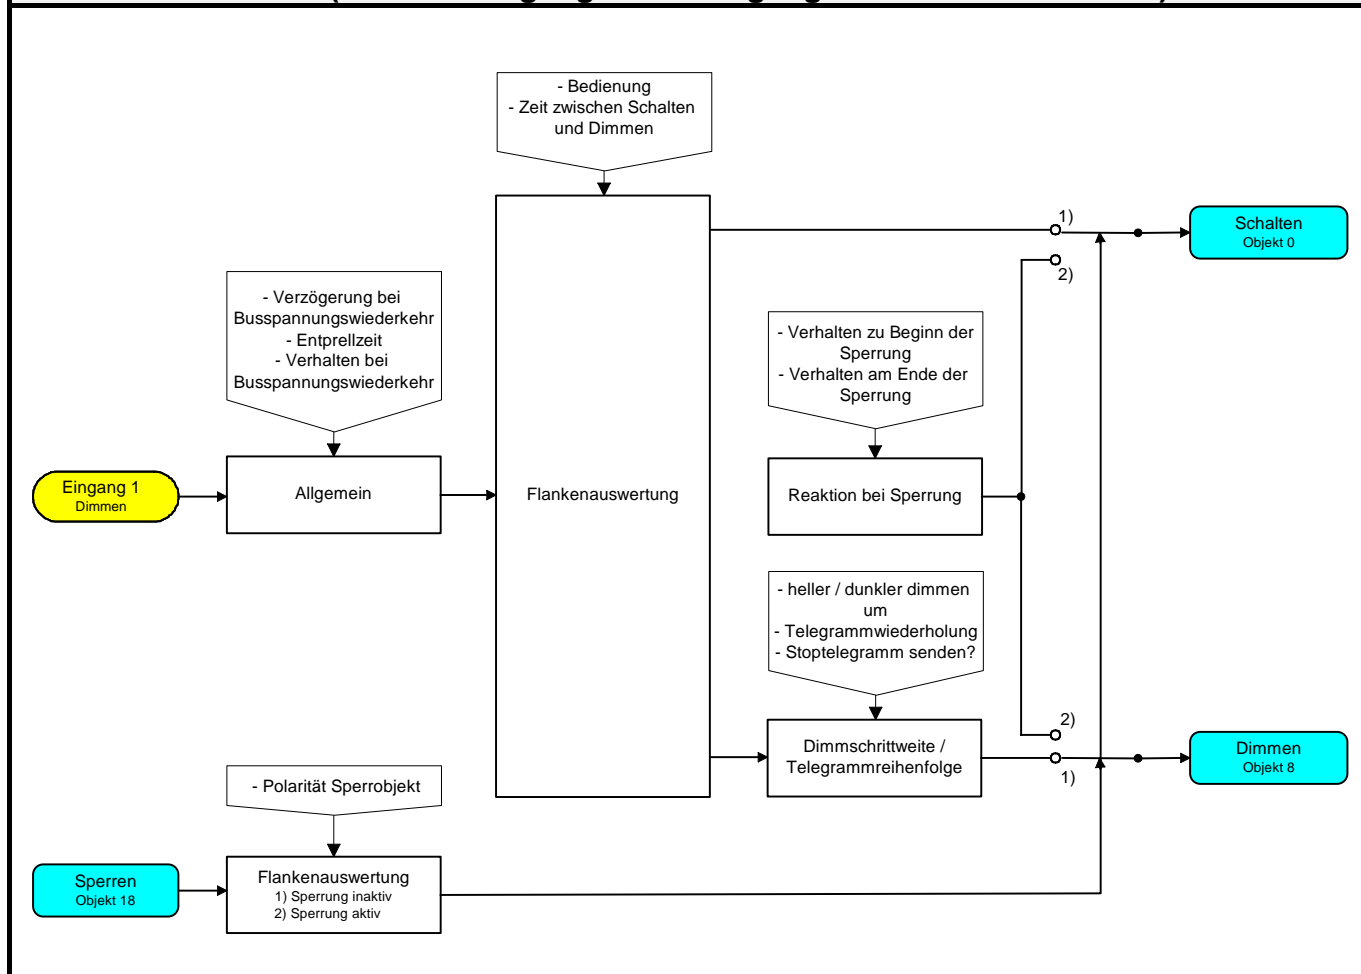 - Bedienung
- Zeit zwischen Schalten
und Dimmen
1)
Schalten
Objekt 0
2)
- Verzögerung bei
Busspannungswiederkehr
- Entprellzeit
- Verhalten bei
Busspannungswiederkehr
- Verhalten zu Beginn der
Sperrung
- Verhalten am Ende der
Sperrung
Eingang 1
Dimmen
Allgemein
Flankenauswertung
Reaktion bei Sperrung
- heller / dunkler dimmen
um
- Telegrammwiederholung
- Stoptelegramm senden?
2)
Dimmschrittweite /
Telegrammreihenfolge
1)
Dimmen
Objekt 8
- Polarität Sperrobjekt
Sperren
Objekt 18
Flankenauswertung
1) Sperrung inaktiv
2) Sperrung aktiv